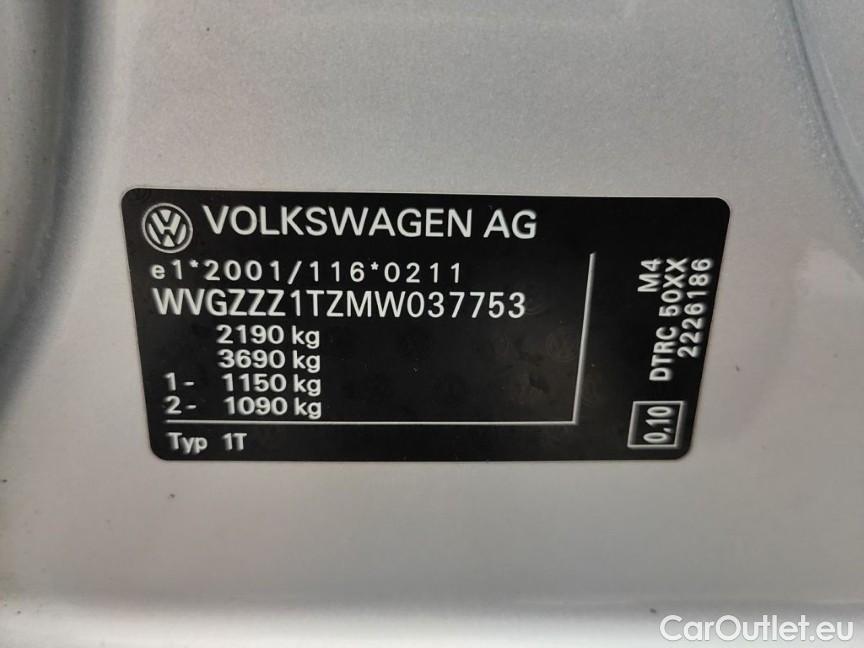 VOLKSWAGEN AG
e1*2001/116*0211
WVGZZZ1TZMW037753
2190 kg
3690 kg
1- 1150 kg
2- 1090 kg
Typ 1T
M4
DTRC 50XX
2226186
0,10
CarOutlet.eu